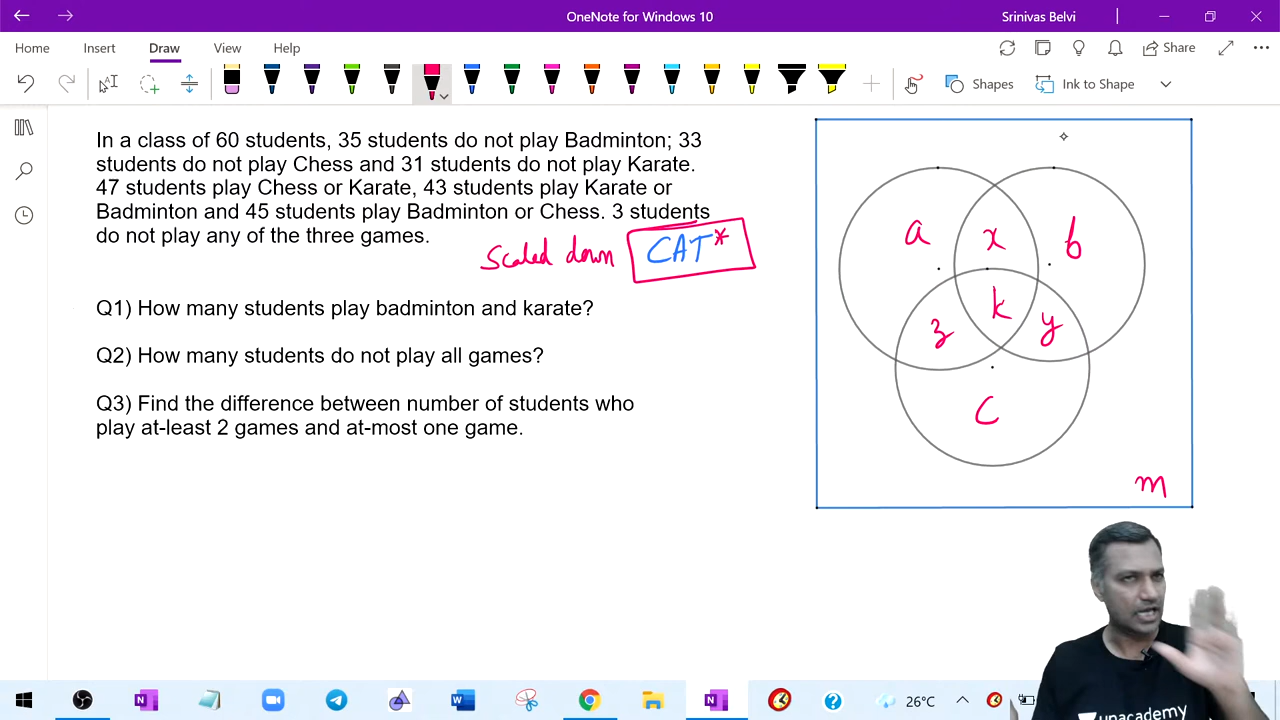 OneNote for Windows 10
Srinivas Belvi
Home Insert Draw View Help
Share
Shapes
Ink to Shape
In a class of 60 students, 35 students do not play Badminton; 33
students do not play Chess and 31 students do not play Karate.
47 students play Chess or Karate, 43 students play Karate or
Badminton and 45 students play Badminton or Chess. 3 students
do not play any of the three games.
Scaled down CAT*
Q1) How many students play badminton and karate?
Q2) How many students do not play all games?
Q3) Find the difference between number of students who
play at-least 2 games and at-most one game.
a x b
z k y
C
m
unacademy
26°C